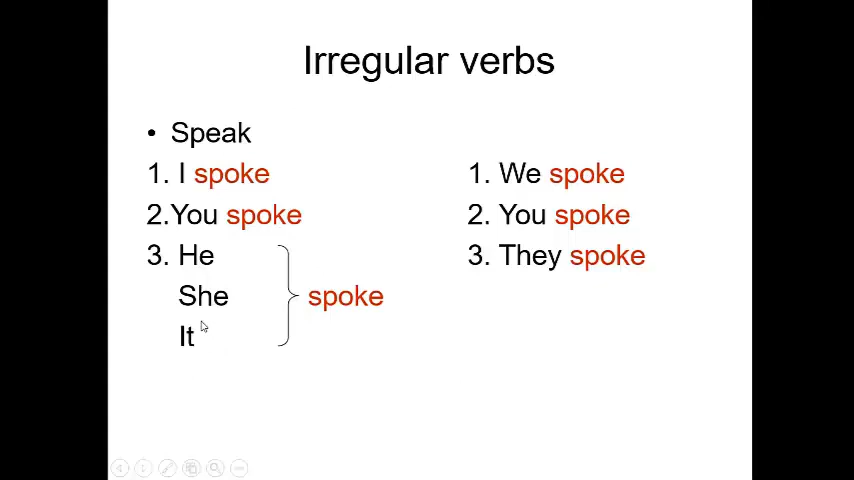 Irregular verbs
• Speak
1. I spoke
2.You spoke
3. He
She
It
spoke
1. We spoke
2. You spoke
3. They spoke